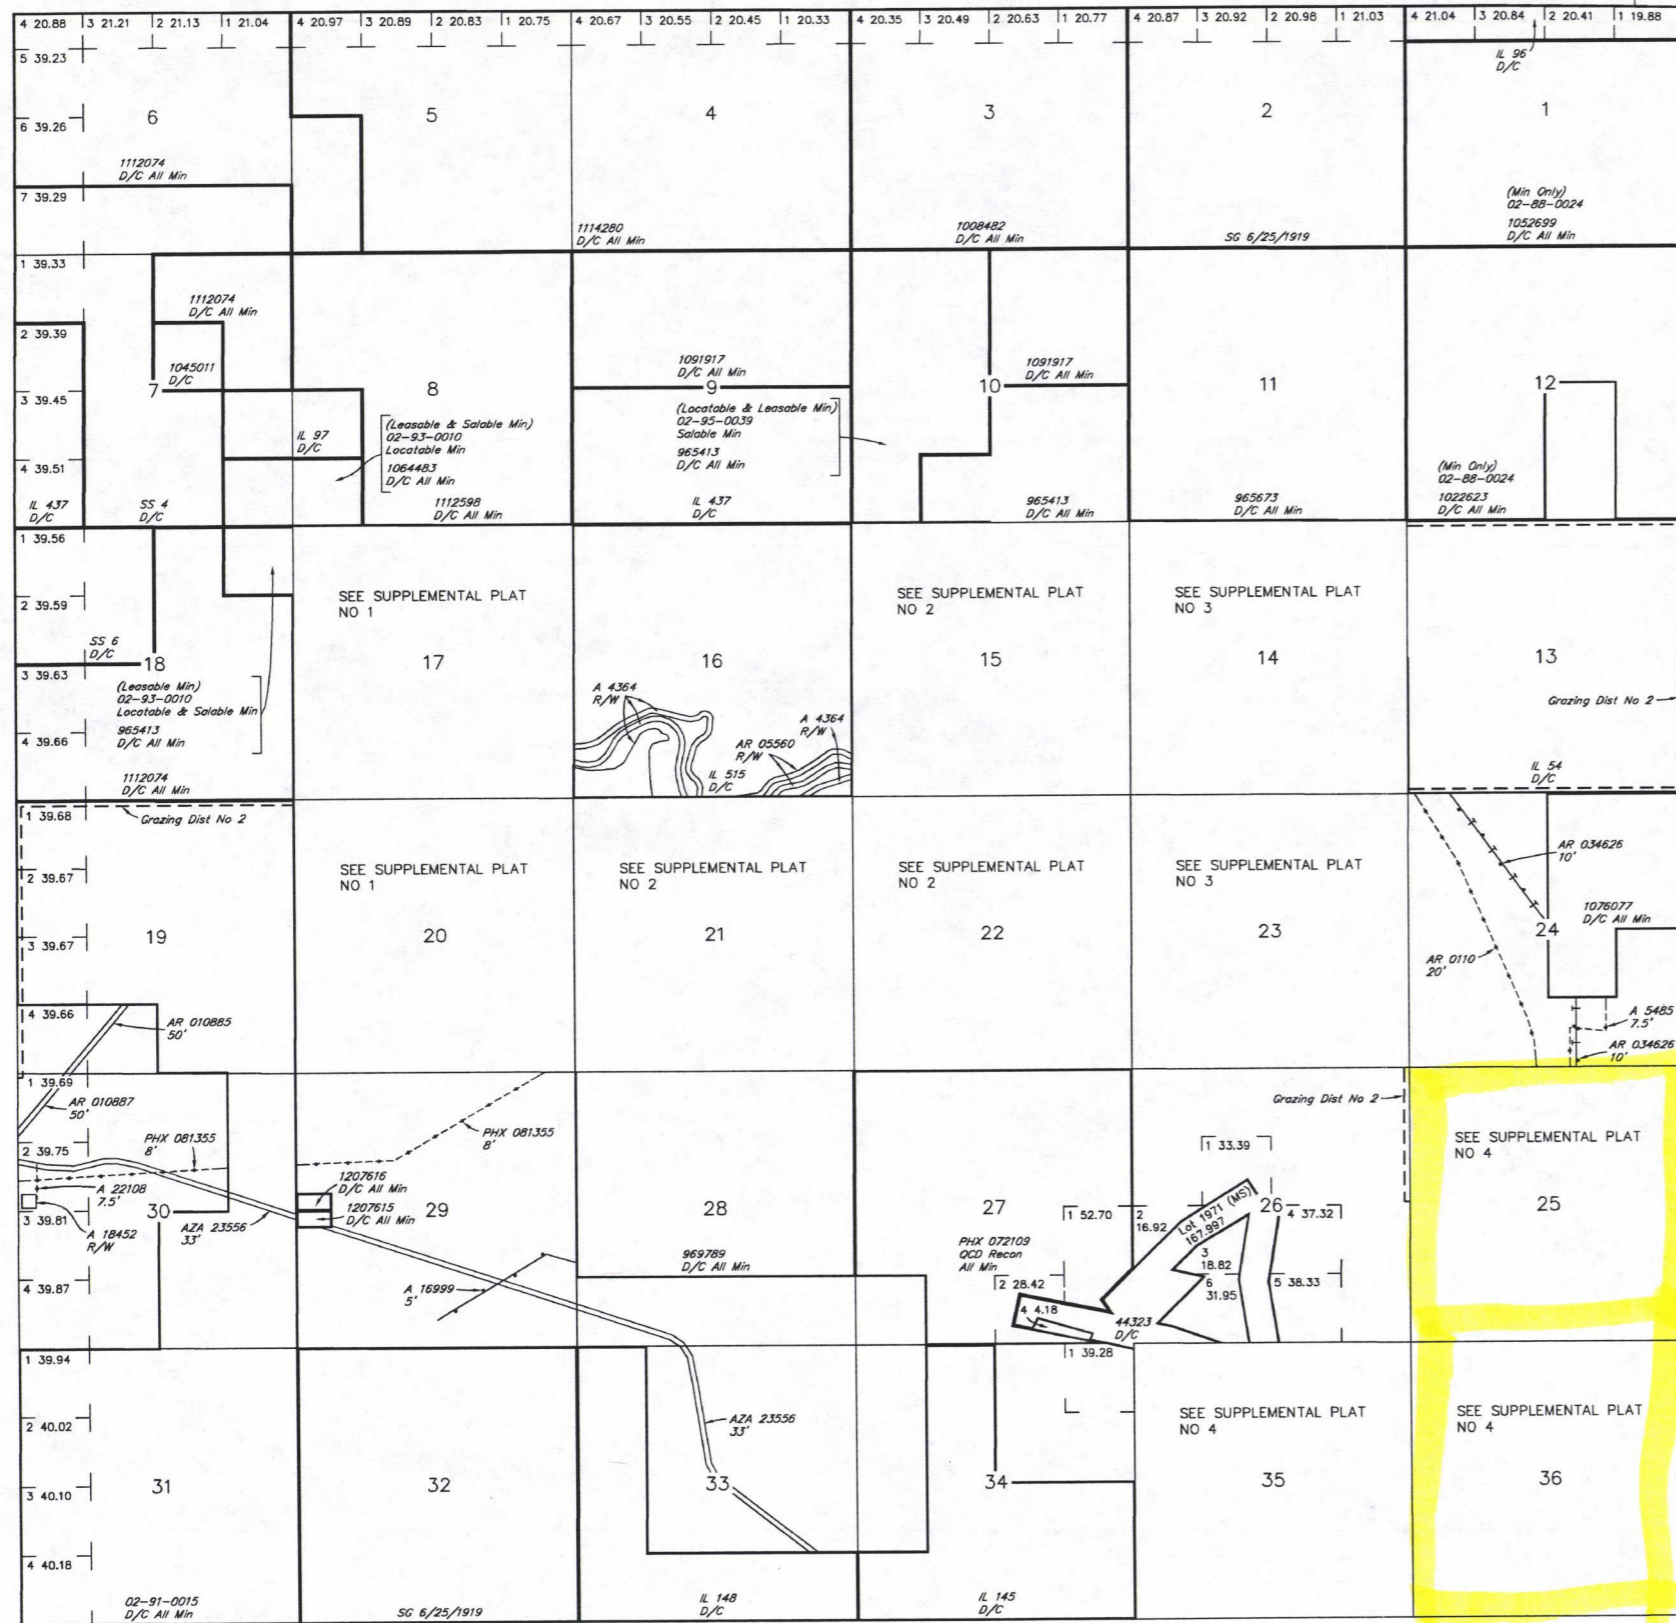 4 20.88 3 21.21 2 21.13 1 21.04 4 20.97 3 20.89 2 20.83 1 20.75 4 20.67 3 20.55 2 20.45 1 20.33 4 20.35 3 20.49 2 20.63 1 20.77 4 20.87 3 20.92 2 20.98 1 21.03 4 21.04 3 20.84 2 20.41 1 19.88
5 39.23
IL 96
D/C
6 39.26
6
5
4
3
2
1
1112074
D/C All Min
7 39.29
1114280
D/C All Min
1008482
D/C All Min
SG 6/25/1919
(Min Only)
02-88-0024
1052699
D/C All Min
1 39.33
1112074
D/C All Min
2 39.39
1045011
D/C
7
3 39.45
IL 97
D/C
4 39.51
IL 437
D/C
SS 4
D/C
8
(Leasable & Salable Min)
02-93-0010
Locatable Min
1064483
D/C All Min
1112598
D/C All Min
1091917
D/C All Min
9
(Locatable & Leasable Min)
02-95-0039
Salable Min
965413
D/C All Min
IL 437
D/C
1091917
D/C All Min
10
965413
D/C All Min
11
965673
D/C All Min
12
(Min Only)
02-88-0024
1022623
D/C All Min
1 39.56
2 39.59
SS 6
D/C
18
3 39.63
(Leasable Min)
02-93-0010
Locatable & Salable Min
965413
D/C All Min
4 39.66
1112074
D/C All Min
SEE SUPPLEMENTAL PLAT
NO 1
17
16
A 4364
R/W
A 4364
R/W
AR 05560
R/W
IL 515
D/C
SEE SUPPLEMENTAL PLAT
NO 2
15
SEE SUPPLEMENTAL PLAT
NO 3
14
13
Grazing Dist No 2
IL 54
D/C
1 39.68
Grazing Dist No 2
2 39.67
3 39.67
19
4 39.66
AR 010885
50'
SEE SUPPLEMENTAL PLAT
NO 1
20
SEE SUPPLEMENTAL PLAT
NO 2
21
SEE SUPPLEMENTAL PLAT
NO 2
22
SEE SUPPLEMENTAL PLAT
NO 3
23
AR 034626
10'
1076077
D/C All Min
24
AR 0110
20'
A 5485
7.5'
AR 034626
10'
1 39.69
AR 010887
50'
2 39.75
PHX 081355
8'
A 22108
7.5'
3 39.81
30
A 18452
R/W
AZA 23556
33'
4 39.87
PHX 081355
8'
1207616
D/C All Min
1207615
D/C All Min
29
A 16999
5'
28
969789
D/C All Min
27
PHX 072109
QCD Recon
All Min
1 52.70
2 28.42
4 4.18
44323
D/C
Grazing Dist No 2
1 33.39
2
16.92
Lot 1971 (MS)
167.997
26
4 37.32
3
18.82
6
31.95
5 38.33
SEE SUPPLEMENTAL PLAT
NO 4
25
1 39.94
2 40.02
31
3 40.10
4 40.18
02-91-0015
D/C All Min
32
SG 6/25/1919
AZA 23556
33'
33
IL 148
D/C
1 39.28
34
IL 145
D/C
SEE SUPPLEMENTAL PLAT
NO 4
35
SEE SUPPLEMENTAL PLAT
NO 4
36